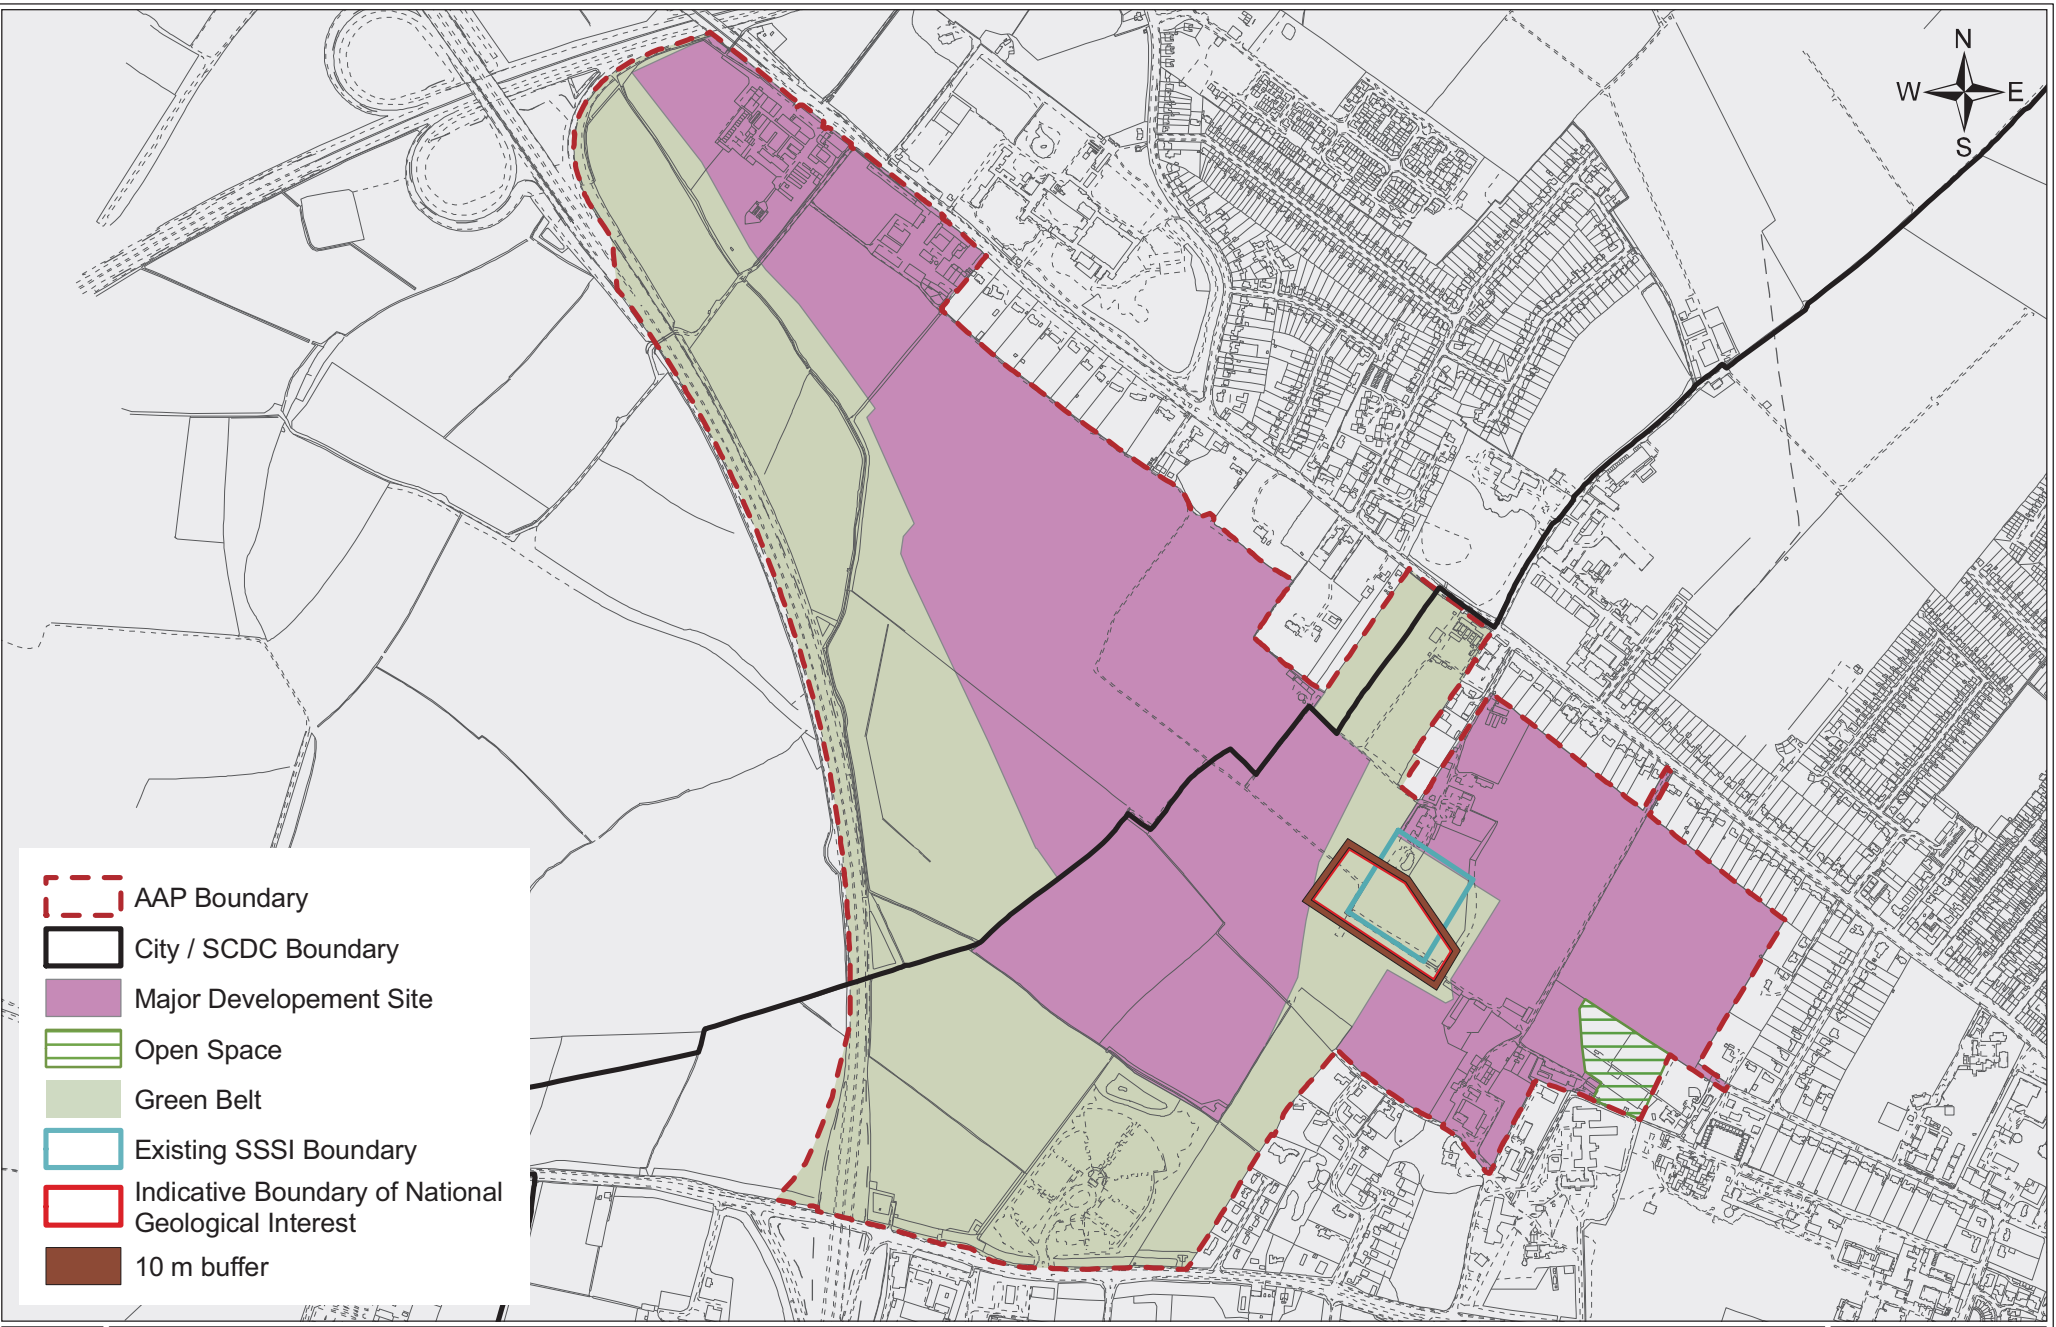 N
W E
S
AAP Boundary
City / SCDC Boundary
Major Developement Site
Open Space
Green Belt
Existing SSSI Boundary
Indicative Boundary of National
Geological Interest
10 m buffer